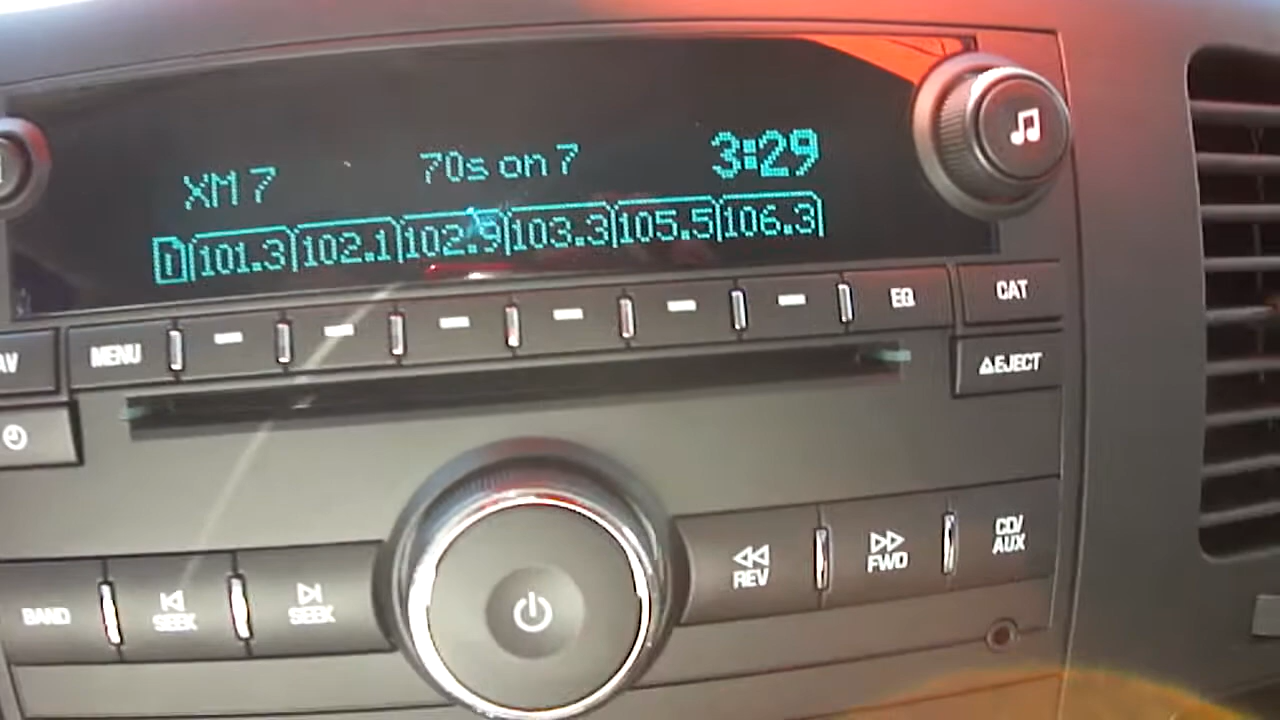 XM 7 70s on 7 3:29
1 101.3 102.1 102.9 103.3 105.5 106.3
MENU EQ CAT
EJECT
REV FWD CD/AUX
BAND SEEK SEEK